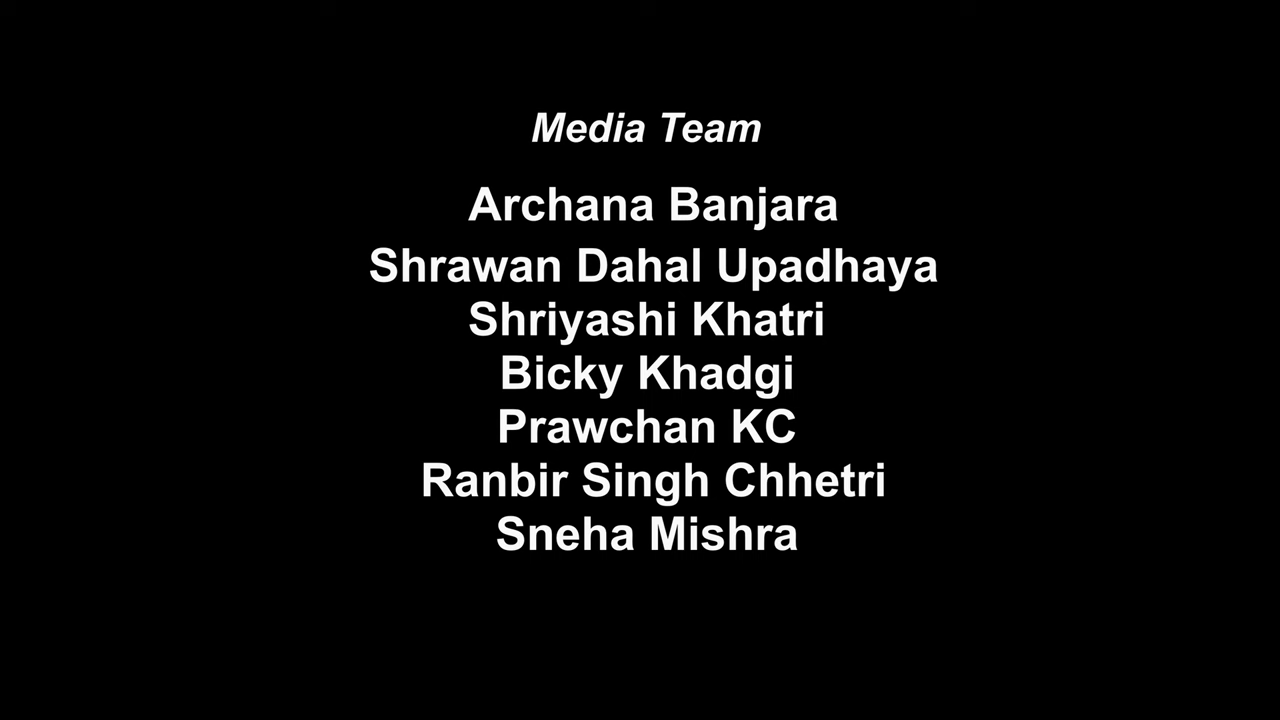 Media Team
Archana Banjara
Shrawan Dahal Upadhaya
Shriyashi Khatri
Bicky Khadgi
Prawchan KC
Ranbir Singh Chhetri
Sneha Mishra